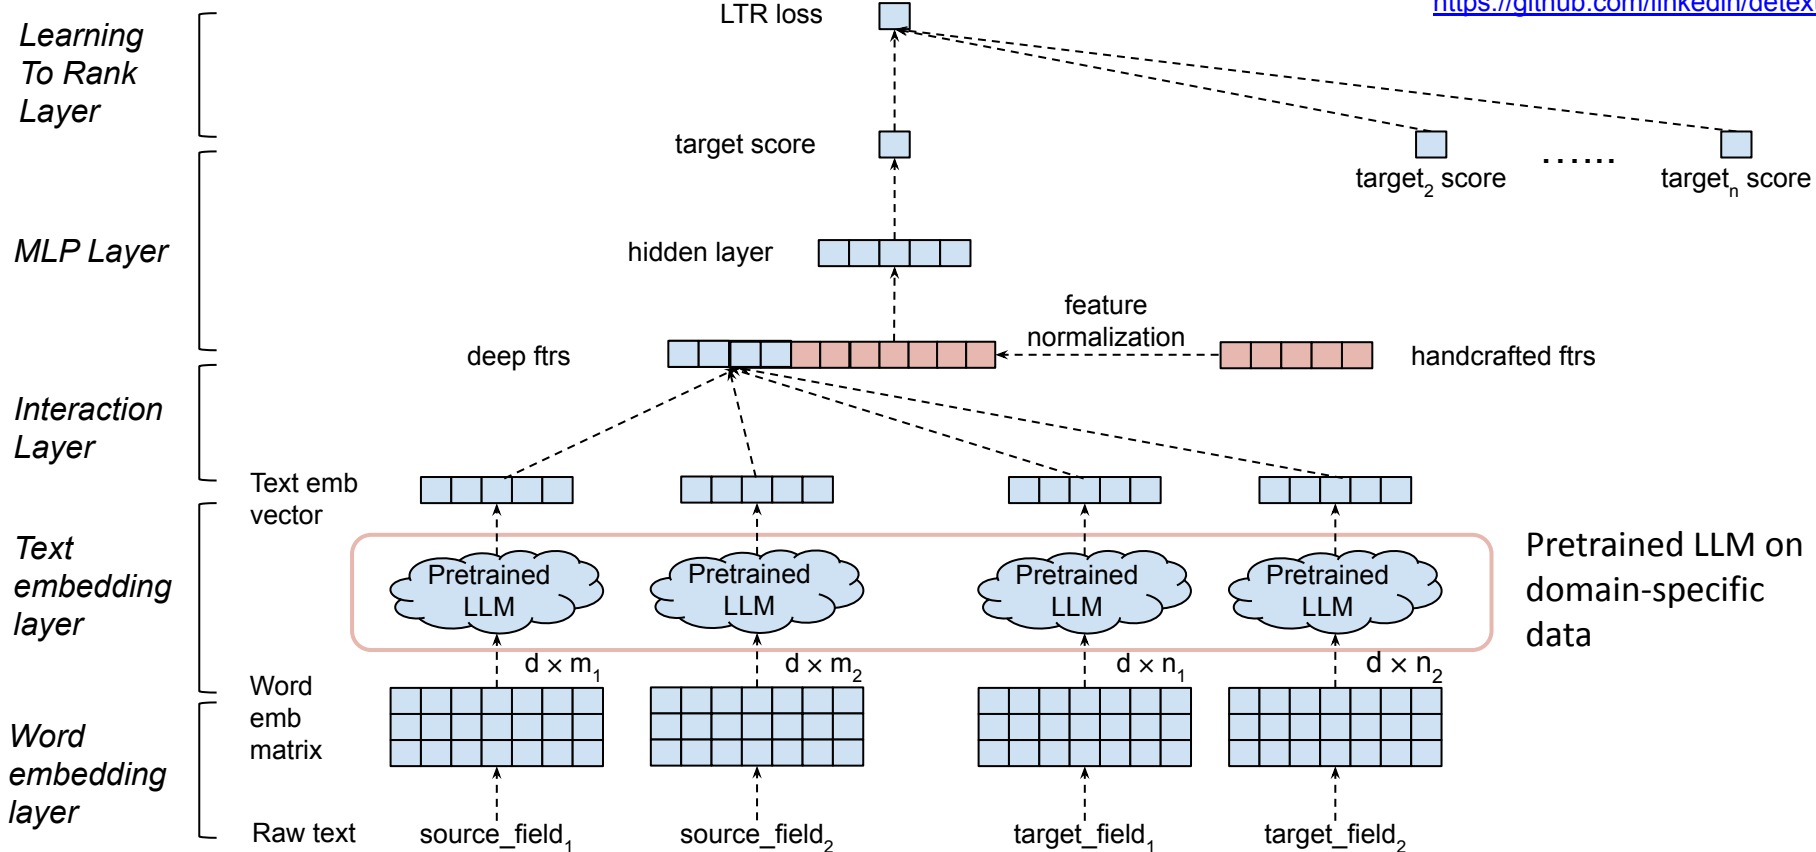 https://github.com/linkedin/detex
LTR loss
Learning
To Rank
Layer
target score
target₂ score
......
targetₙ score
MLP Layer
hidden layer
feature
normalization
deep ftrs
handcrafted ftrs
Interaction
Layer
Text emb
vector
Text
embedding
layer
Pretrained
LLM
Pretrained
LLM
Pretrained
LLM
Pretrained
LLM
Pretrained LLM on
domain-specific
data
d × m₁
d × m₂
d × n₁
d × n₂
Word
emb
matrix
Word
embedding
layer
Raw text
source_field₁
source_field₂
target_field₁
target_field₂